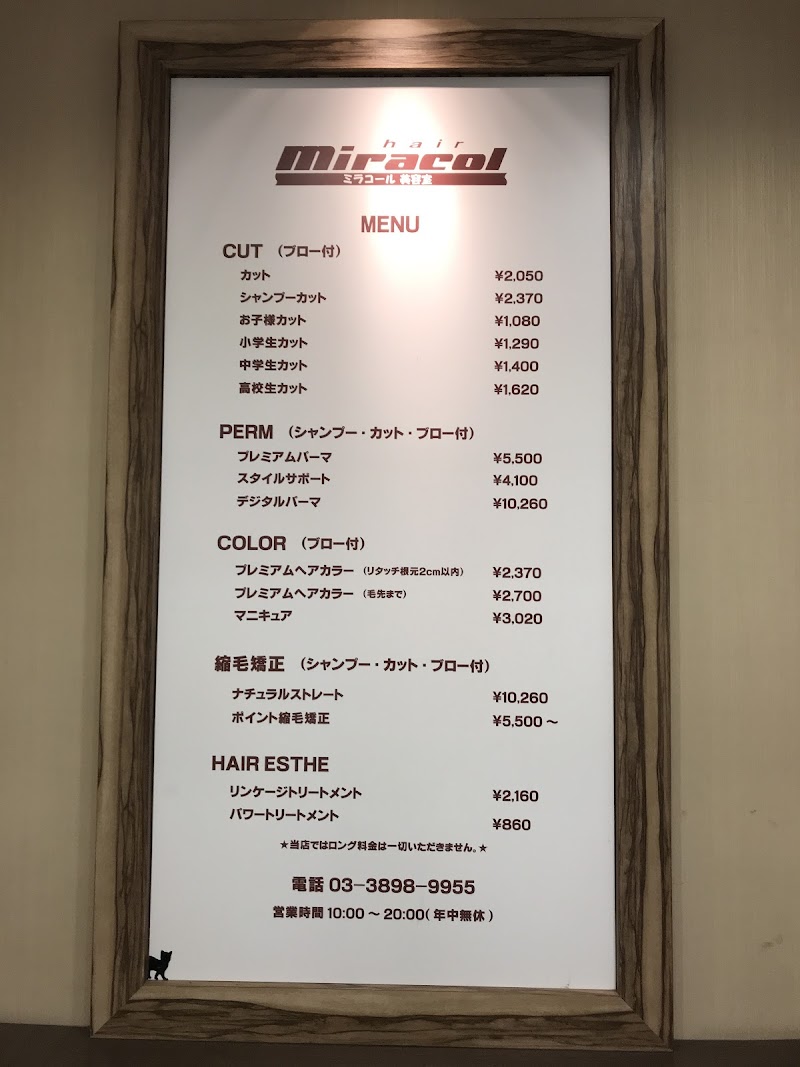 hair
Miracol
ミラコール 美容室
MENU
CUT （ブロー付）
カット ¥2,050
シャンプーカット ¥2,370
お子様カット ¥1,080
小学生カット ¥1,290
中学生カット ¥1,400
高校生カット ¥1,620
PERM （シャンプー・カット・ブロー付）
プレミアムパーマ ¥5,500
スタイルサポート ¥4,100
デジタルパーマ ¥10,260
COLOR （ブロー付）
プレミアムヘアカラー （リタッチ根元2cm以内） ¥2,370
プレミアムヘアカラー （毛先まで） ¥2,700
マニキュア ¥3,020
縮毛矯正 （シャンプー・カット・ブロー付）
ナチュラルストレート ¥10,260
ポイント縮毛矯正 ¥5,500～
HAIR ESTHE
リンケージトリートメント ¥2,160
パワートリートメント ¥860
★当店ではロング料金は一切いただきません。★
電話 03-3898-9955
営業時間 10:00～20:00(年中無休)